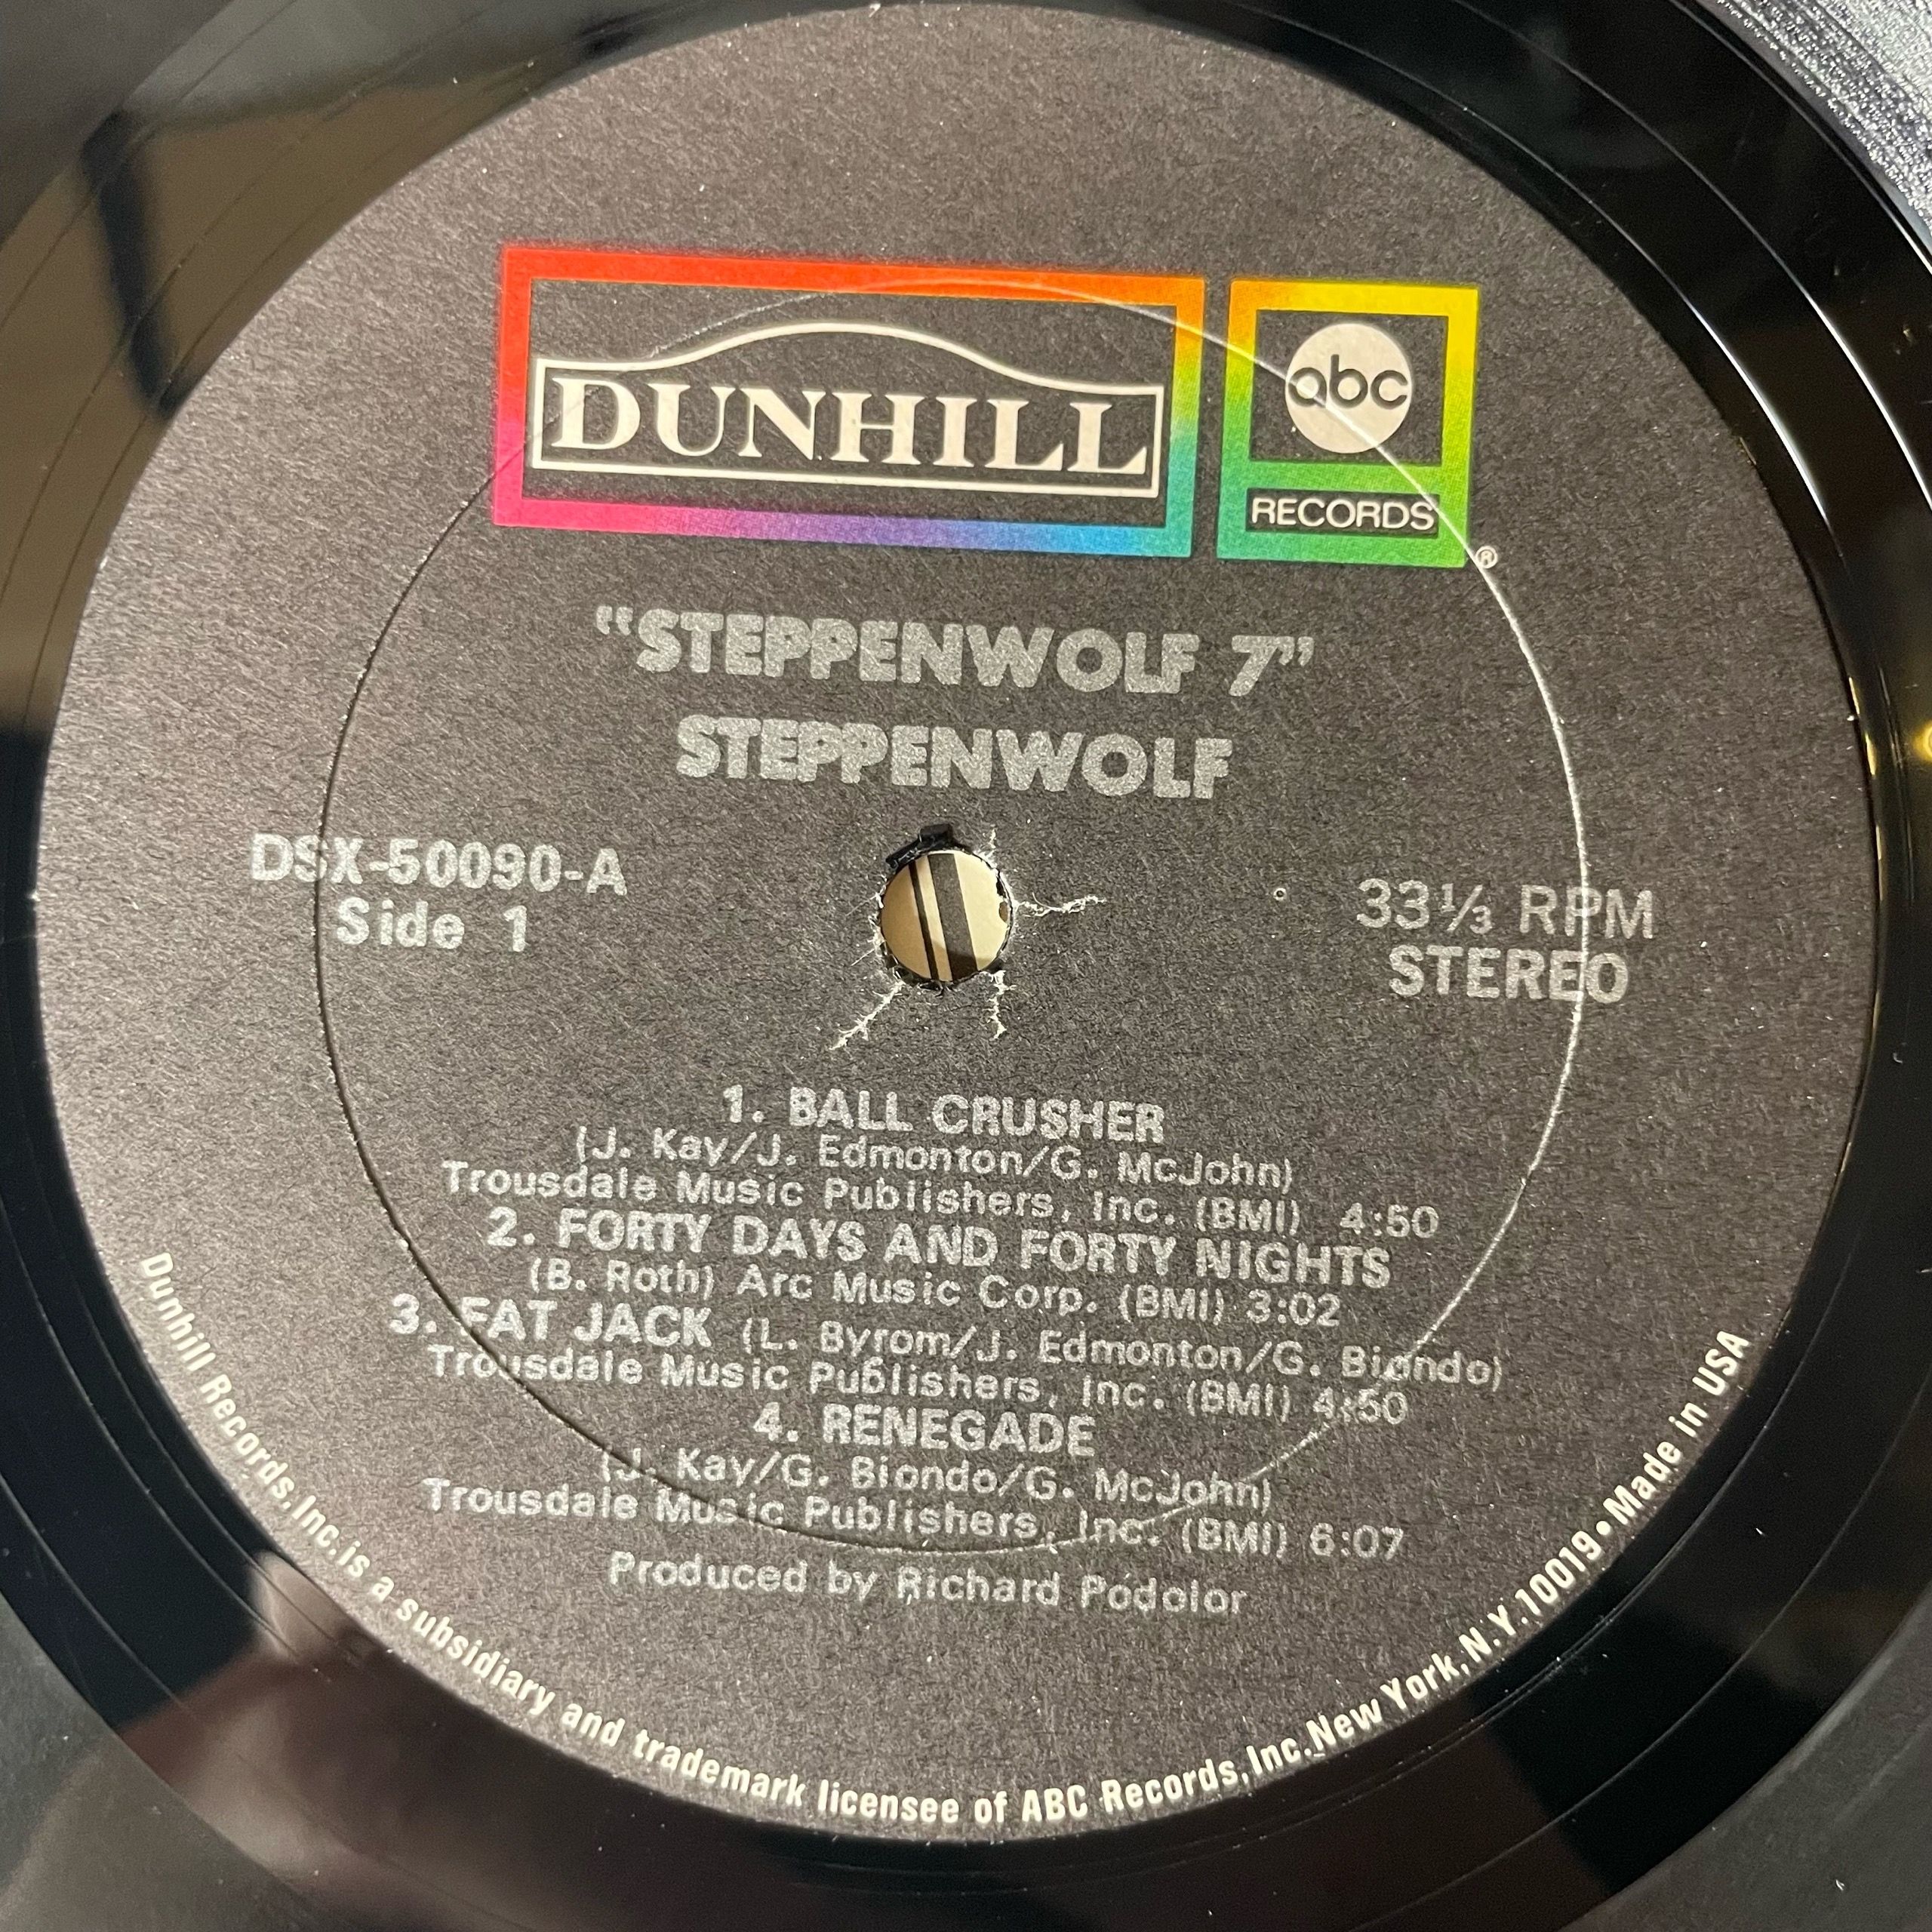 DUNHILL
abc
RECORDS
®
"STEPPENWOLF 7"
STEPPENWOLF
DSX-50090-A
Side 1
33⅓ RPM
STEREO
1. BALL CRUSHER
(J. Kay/J. Edmonton/G. McJohn)
Trousdale Music Publishers, Inc. (BMI) 4:50
2. FORTY DAYS AND FORTY NIGHTS
(B. Roth) Arc Music Corp. (BMI) 3:02
3. FAT JACK (L. Byrom/J. Edmonton/G. Biondo)
Trousdale Music Publishers, Inc. (BMI) 4:50
4. RENEGADE
(J. Kay/G. Biondo/G. McJohn)
Trousdale Music Publishers, Inc. (BMI) 6:07
Produced by Richard Podolor
Dunhill Records, Inc. is a subsidiary and trademark licensee of ABC Records, Inc. New York, N.Y. 10019 • Made in USA